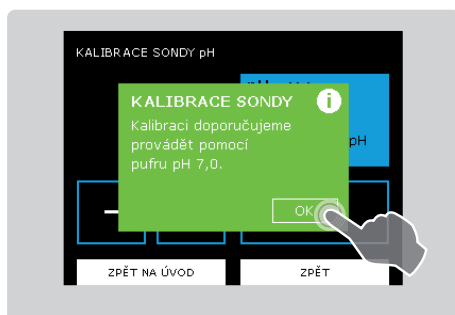 KALIBRACE SONDY pH
KALIBRACE SONDY i
Kalibraci doporučujeme
provádět pomocí
pufru pH 7,0.
pH
OK
ZPĚT NA ÚVOD
ZPĚT